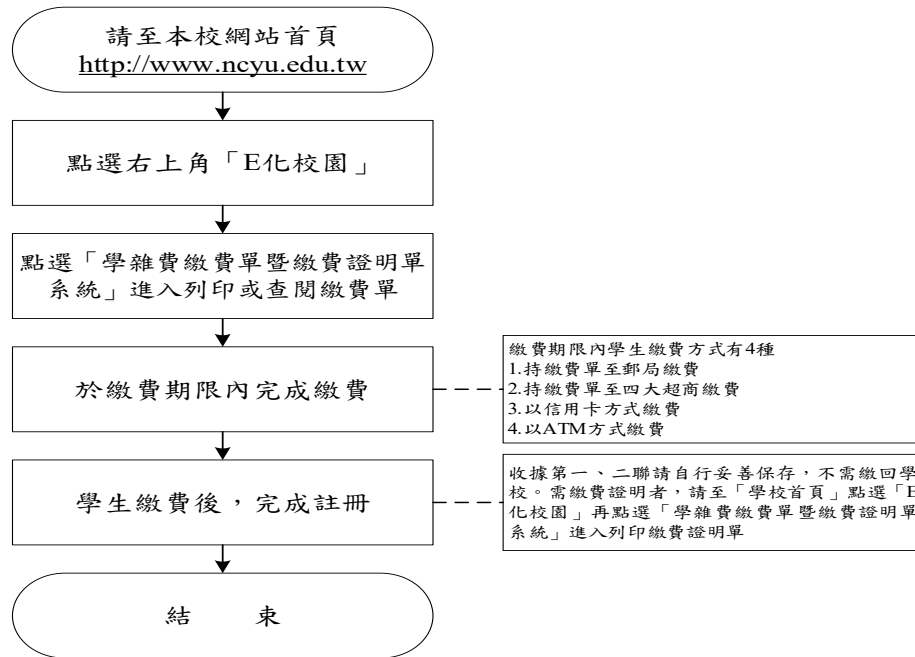 請至本校網站首頁
http://www.ncyu.edu.tw
點選右上角「E化校園」
點選「學雜費繳費單暨繳費證明單
系統」進入列印或查閱繳費單
於繳費期限內完成繳費
繳費期限內學生繳費方式有4種
1.持繳費單至郵局繳費
2.持繳費單至四大超商繳費
3.以信用卡方式繳費
4.以ATM方式繳費
學生繳費後，完成註冊
收據第一、二聯請自行妥善保存，不需繳回學
校。需繳費證明者，請至「學校首頁」點選「E
化校園」再點選「學雜費繳費單暨繳費證明單
系統」進入列印繳費證明單
結 束